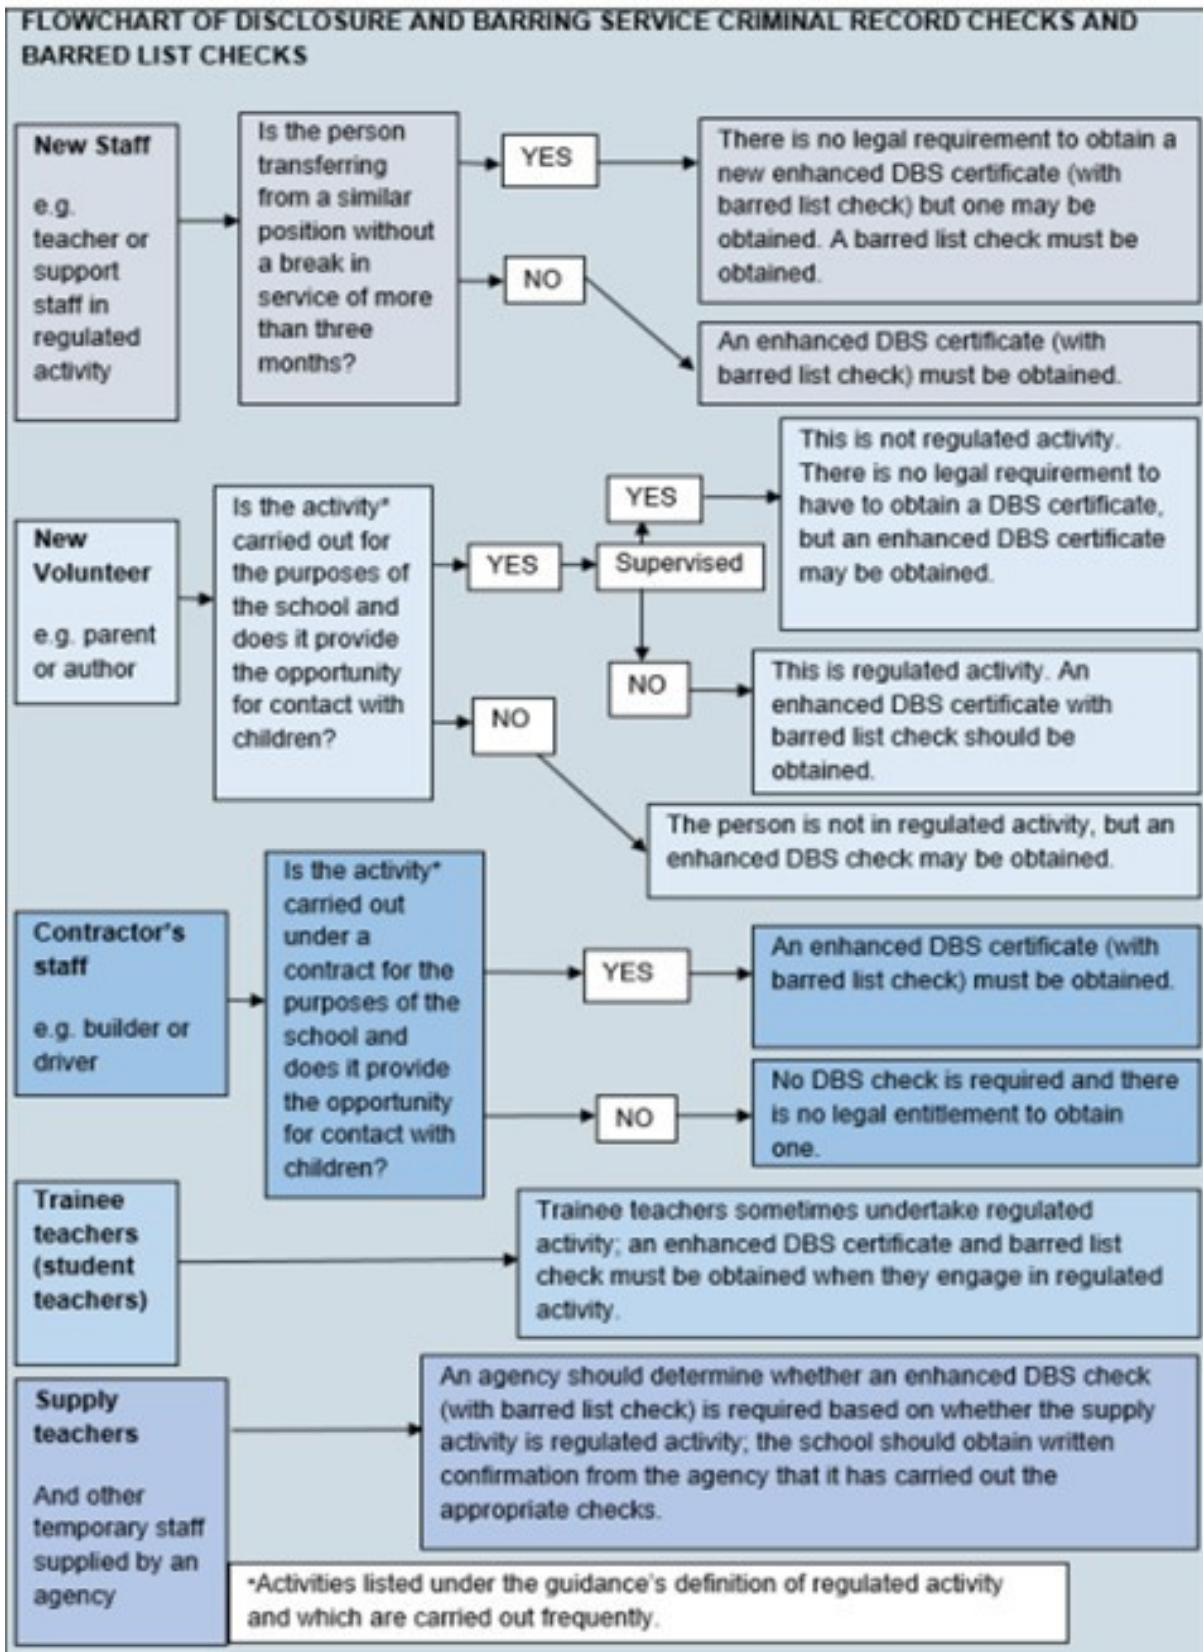 FLOWCHART OF DISCLOSURE AND BARRING SERVICE CRIMINAL RECORD CHECKS AND
BARRED LIST CHECKS
New Staff
e.g.
teacher or
support
staff in
regulated
activity
Is the person
transferring
from a similar
position without
a break in
service of more
than three
months?
YES
There is no legal requirement to obtain a
new enhanced DBS certificate (with
barred list check) but one may be
obtained. A barred list check must be
obtained.
NO
An enhanced DBS certificate (with
barred list check) must be obtained.
New
Volunteer
e.g. parent
or author
Is the activity*
carried out for
the purposes of
the school and
does it provide
the opportunity
for contact with
children?
YES
Supervised
YES
This is not regulated activity.
There is no legal requirement to
have to obtain a DBS certificate,
but an enhanced DBS certificate
may be obtained.
NO
This is regulated activity. An
enhanced DBS certificate with
barred list check should be
obtained.
NO
The person is not in regulated activity, but an
enhanced DBS check may be obtained.
Contractor's
staff
e.g. builder or
driver
Is the activity*
carried out
under a
contract for the
purposes of the
school and
does it provide
the opportunity
for contact with
children?
YES
An enhanced DBS certificate (with
barred list check) must be obtained.
NO
No DBS check is required and there
is no legal entitlement to obtain
one.
Trainee
teachers
(student
teachers)
Trainee teachers sometimes undertake regulated
activity; an enhanced DBS certificate and barred list
check must be obtained when they engage in regulated
activity.
Supply
teachers
And other
temporary staff
supplied by an
agency
An agency should determine whether an enhanced DBS check
(with barred list check) is required based on whether the supply
activity is regulated activity; the school should obtain written
confirmation from the agency that it has carried out the
appropriate checks.
*Activities listed under the guidance's definition of regulated activity
and which are carried out frequently.